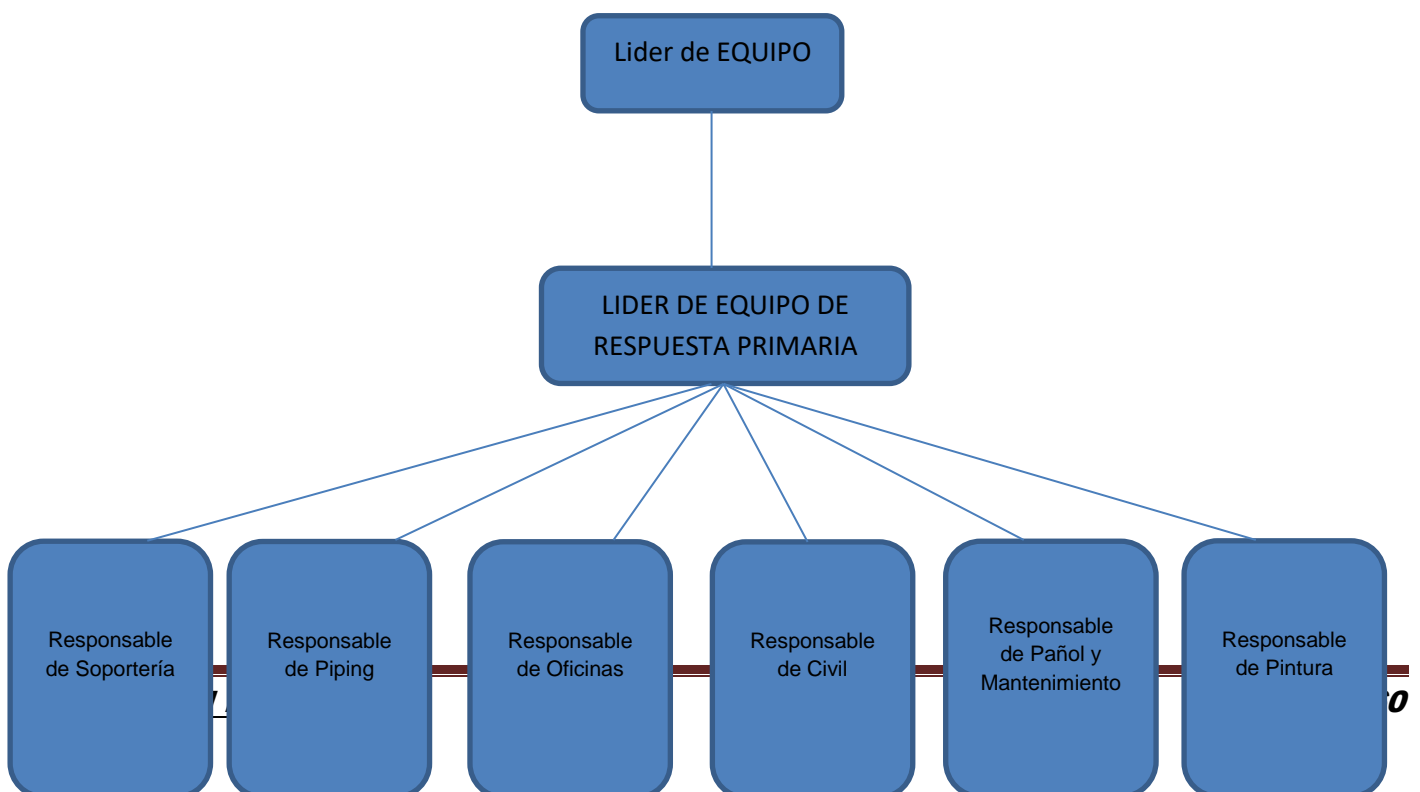 Lider de EQUIPO
LIDER DE EQUIPO DE
RESPUESTA PRIMARIA
Responsable
de Soportería
Responsable
de Piping
Responsable
de Oficinas
Responsable
de Civil
Responsable
de Pañol y
Mantenimiento
Responsable
de Pintura